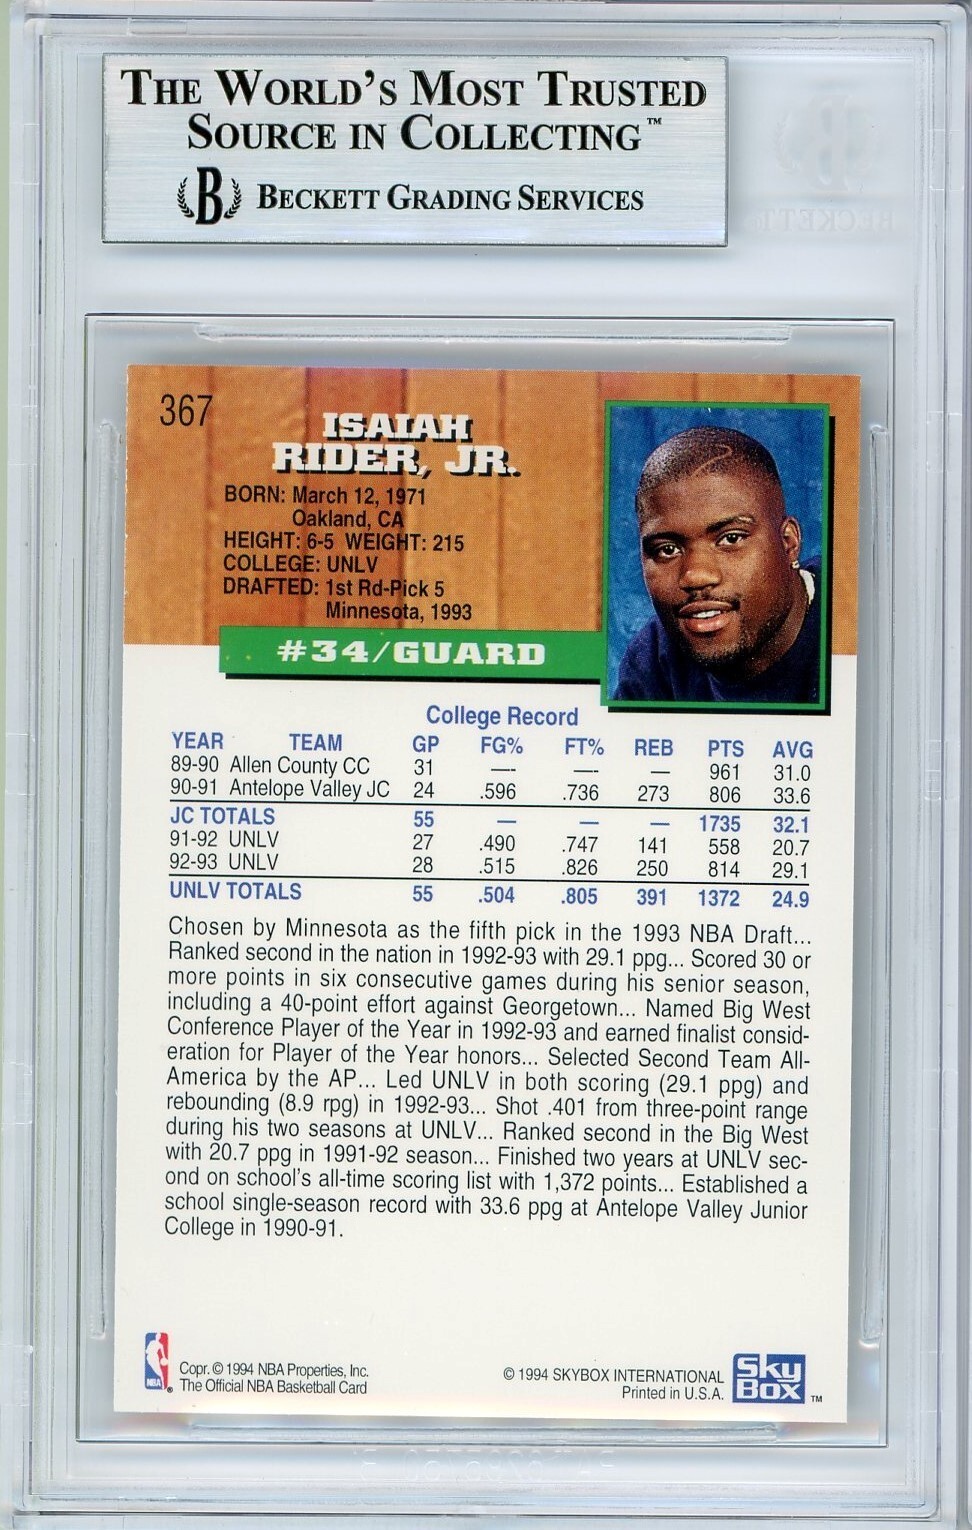 THE WORLD'S MOST TRUSTED
SOURCE IN COLLECTING™
B BECKETT GRADING SERVICES
BECKETT
367
ISAIAH
RIDER, JR.
BORN: March 12, 1971
Oakland, CA
HEIGHT: 6-5 WEIGHT: 215
COLLEGE: UNLV
DRAFTED: 1st Rd-Pick 5
Minnesota, 1993
#34/GUARD
College Record
YEAR TEAM GP FG% FT% REB PTS AVG
89-90 Allen County CC 31 — — — 961 31.0
90-91 Antelope Valley JC 24 .596 .736 273 806 33.6
JC TOTALS 55 — — — 1735 32.1
91-92 UNLV 27 .490 .747 141 558 20.7
92-93 UNLV 28 .515 .826 250 814 29.1
UNLV TOTALS 55 .504 .805 391 1372 24.9
Chosen by Minnesota as the fifth pick in the 1993 NBA Draft...
Ranked second in the nation in 1992-93 with 29.1 ppg... Scored 30 or
more points in six consecutive games during his senior season,
including a 40-point effort against Georgetown... Named Big West
Conference Player of the Year in 1992-93 and earned finalist consid-
eration for Player of the Year honors... Selected Second Team All-
America by the AP... Led UNLV in both scoring (29.1 ppg) and
rebounding (8.9 rpg) in 1992-93... Shot .401 from three-point range
during his two seasons at UNLV... Ranked second in the Big West
with 20.7 ppg in 1991-92 season... Finished two years at UNLV sec-
ond on school's all-time scoring list with 1,372 points... Established a
school single-season record with 33.6 ppg at Antelope Valley Junior
College in 1990-91.
NBA®
Copr. © 1994 NBA Properties, Inc.
The Official NBA Basketball Card
© 1994 SKYBOX INTERNATIONAL
Printed in U.S.A.
Sky
Box™